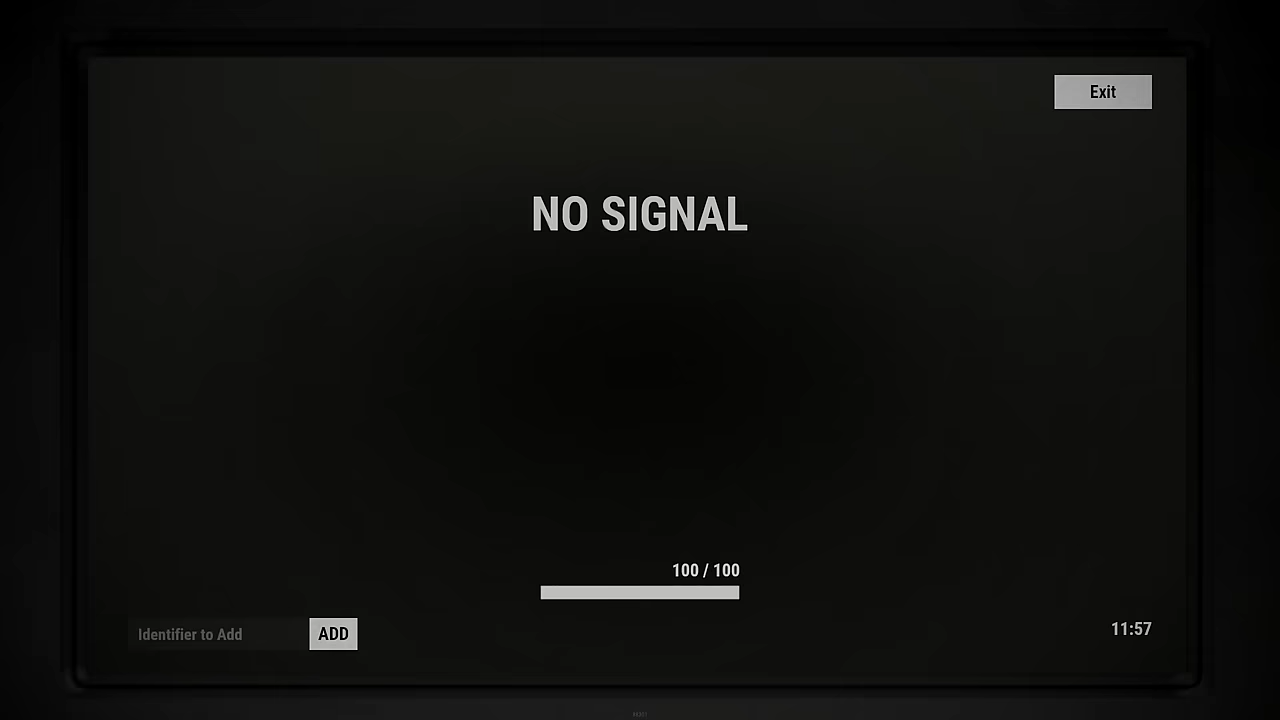 Exit
NO SIGNAL
100 / 100
Identifier to Add
ADD
11:57